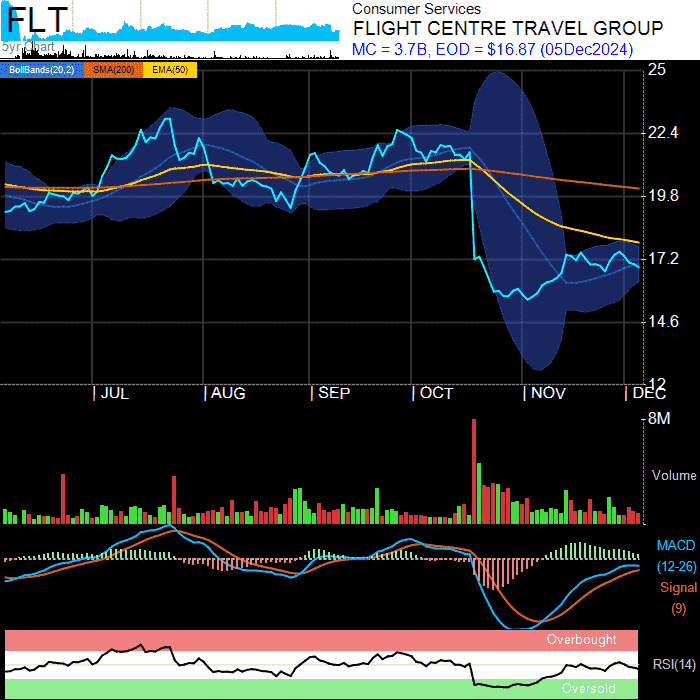 FLT
Consumer Services
FLIGHT CENTRE TRAVEL GROUP
5yr Chart
MC = 3.7B, EOD = $16.87 (05Dec2024)
BollBands(20,2) SMA(200) EMA(50)
25
22.4
19.8
17.2
14.6
12
| JUL | AUG | SEP | OCT | NOV | DEC
8M
Volume
MACD
(12-26)
Signal
(9)
Overbought
RSI(14)
Oversold